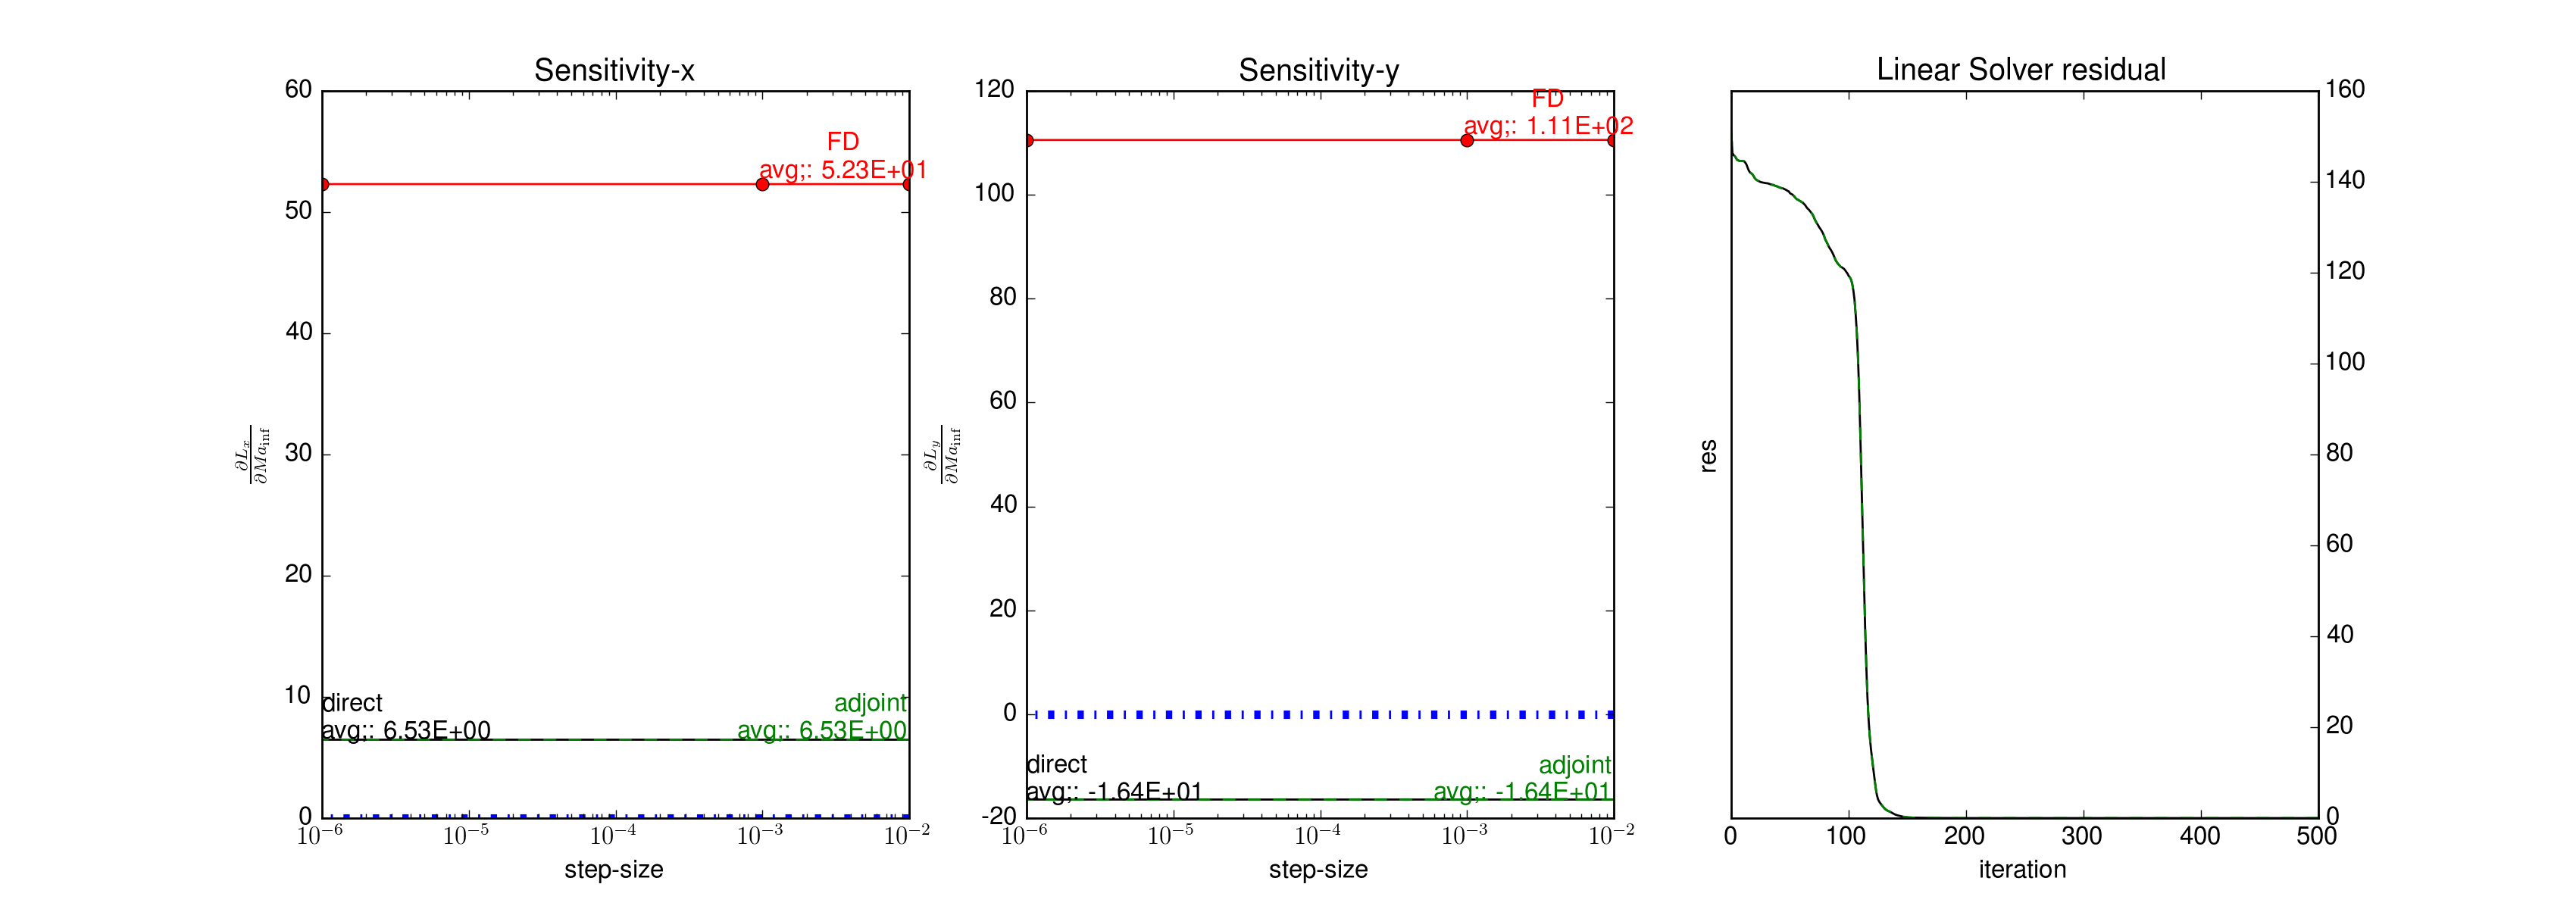 Sensitivity-x
60
50
40
30
20
10
0
∂L_x
∂Ma_inf
FD
avg;: 5.23E+01
direct
avg;: 6.53E+00
adjoint
avg;: 6.53E+00
10^-6 10^-5 10^-4 10^-3 10^-2
step-size
Sensitivity-y
120
100
80
60
40
20
0
-20
∂L_y
∂Ma_inf
FD
avg;: 1.11E+02
direct
avg;: -1.64E+01
adjoint
avg;: -1.64E+01
10^-6 10^-5 10^-4 10^-3 10^-2
step-size
Linear Solver residual
res
160
140
120
100
80
60
40
20
0
0 100 200 300 400 500
iteration